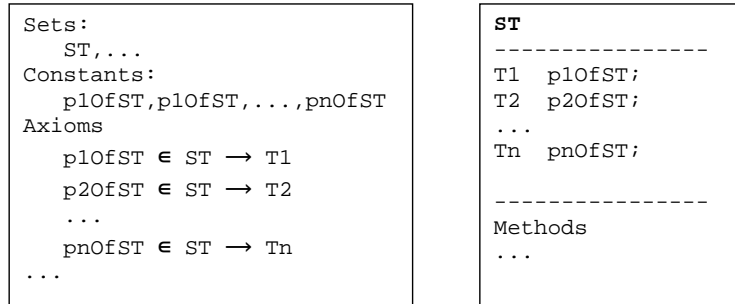 Sets:
ST,...
Constants:
p1OfST,p1OfST,...,pnOfST
Axioms
p1OfST ∈ ST → T1
p2OfST ∈ ST → T2
...
pnOfST ∈ ST → Tn
...
ST
----------------
T1 p1OfST;
T2 p2OfST;
...
Tn pnOfST;
----------------
Methods
...